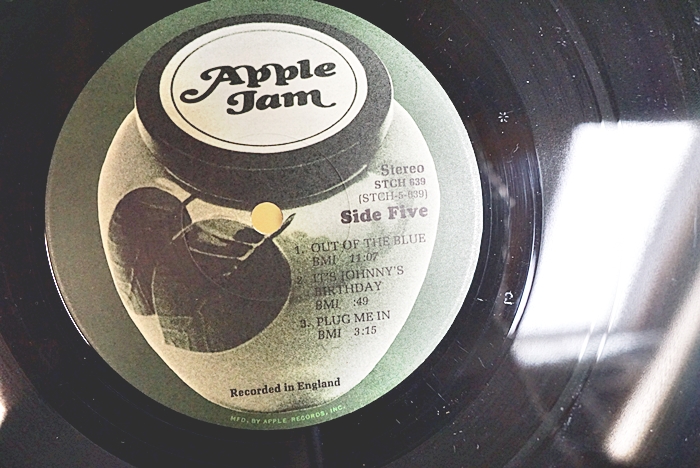 Apple
Jam
Stereo
STCH 639
(STCH-5-639)
Side Five
1. OUT OF THE BLUE
BMI 11:07
2. IT'S JOHNNY'S
BIRTHDAY
BMI :49
3. PLUG ME IN
BMI 3:15
Recorded in England
MFD. BY APPLE RECORDS, INC.
2